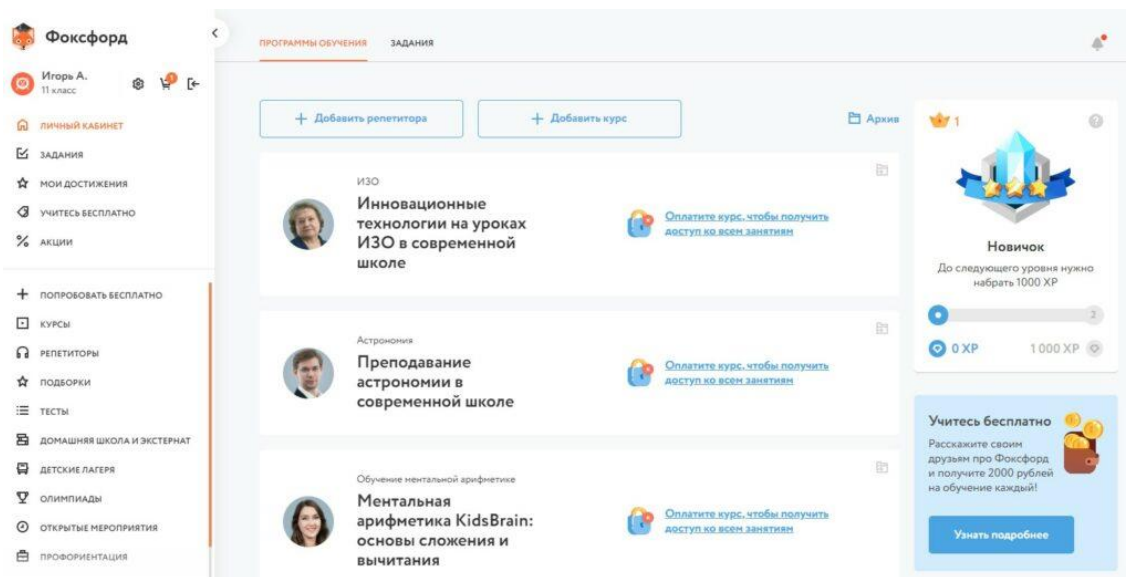 Фоксфорд
Игорь А.
11 класс
1
ЛИЧНЫЙ КАБИНЕТ
ЗАДАНИЯ
МОИ ДОСТИЖЕНИЯ
УЧИТЕСЬ БЕСПЛАТНО
АКЦИИ
ПОПРОБОВАТЬ БЕСПЛАТНО
КУРСЫ
РЕПЕТИТОРЫ
ПОДБОРКИ
ТЕСТЫ
ДОМАШНЯЯ ШКОЛА И ЭКСТЕРНАТ
ДЕТСКИЕ ЛАГЕРЯ
ОЛИМПИАДЫ
ОТКРЫТЫЕ МЕРОПРИЯТИЯ
ПРОФОРИЕНТАЦИЯ
ПРОГРАММЫ ОБУЧЕНИЯ ЗАДАНИЯ
+ Добавить репетитора + Добавить курс Архив
ИЗО
Инновационные
технологии на уроках
ИЗО в современной
школе
Оплатите курс, чтобы получить
доступ ко всем занятиям
Астрономия
Преподавание
астрономии в
современной школе
Оплатите курс, чтобы получить
доступ ко всем занятиям
Обучение ментальной арифметике
Ментальная
арифметика KidsBrain:
основы сложения и
вычитания
Оплатите курс, чтобы получить
доступ ко всем занятиям
1 ?
Новичок
До следующего уровня нужно
набрать 1000 XP
2
0 XP 1 000 XP
Учитесь бесплатно
Расскажите своим
друзьям про Фоксфорд
и получите 2000 рублей
на обучение каждый!
Узнать подробнее